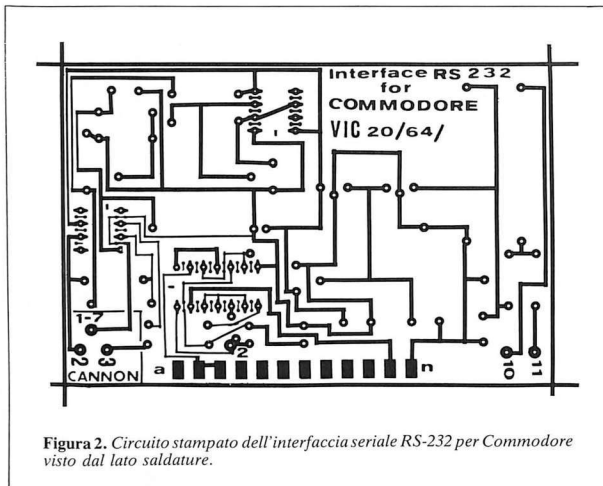 Interface RS 232
for
COMMODORE
VIC 20/64/
1-7
2 3
CANNON
2
a n
10 11
Figura 2. Circuito stampato dell'interfaccia seriale RS-232 per Commodore
visto dal lato saldature.